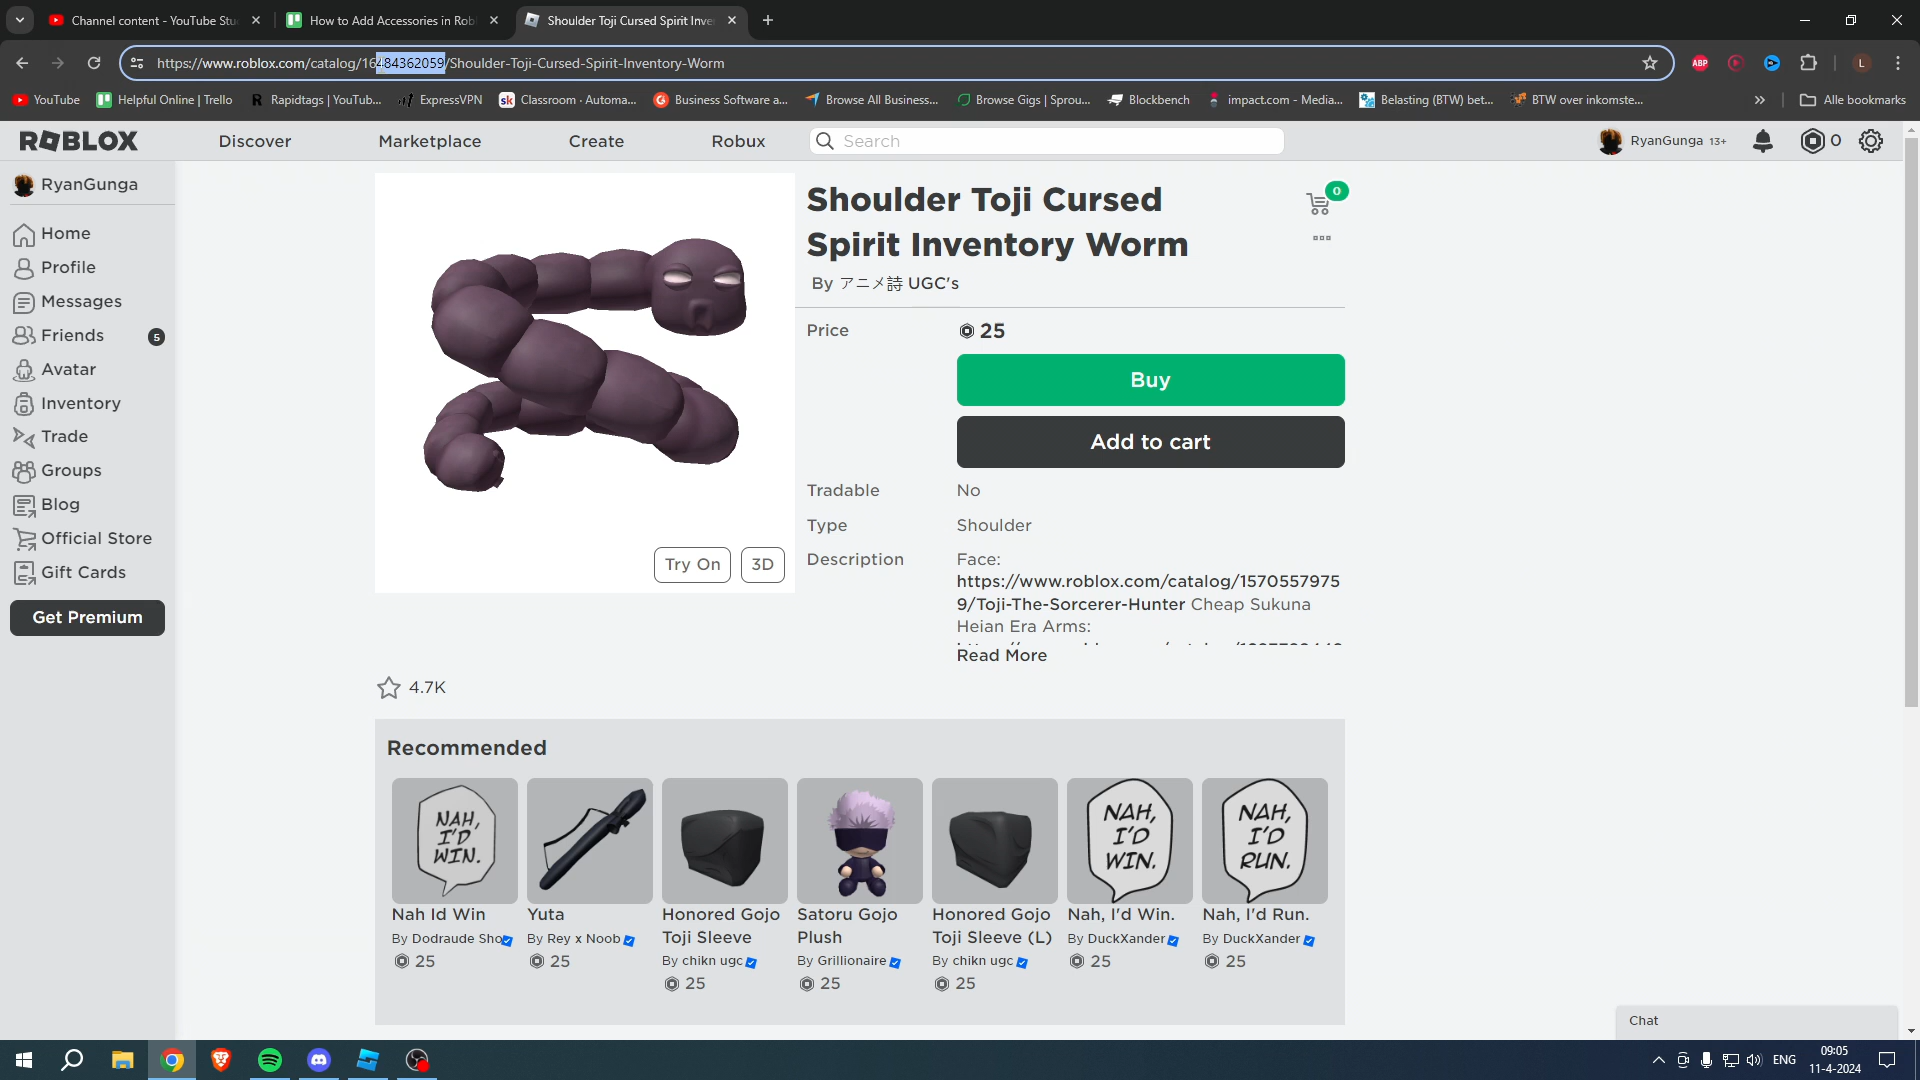 Channel content - YouTube Stu
How to Add Accessories in Rob
Shoulder Toji Cursed Spirit Inve
https://www.roblox.com/catalog/16484362059/Shoulder-Toji-Cursed-Spirit-Inventory-Worm
ABP
L
YouTube
Helpful Online | Trello
Rapidtags | YouTub...
ExpressVPN
sk Classroom - Automa...
Business Software a...
Browse All Business...
Browse Gigs | Sprou...
Blockbench
impact.com - Media...
Belasting (BTW) bet...
BTW over inkomste...
Alle bookmarks
ROBLOX
Discover
Marketplace
Create
Robux
Search
RyanGunga 13+
0
RyanGunga
Home
Profile
Messages
Friends 5
Avatar
Inventory
Trade
Groups
Blog
Official Store
Gift Cards
Get Premium
Try On
3D
Shoulder Toji Cursed
Spirit Inventory Worm
0
By アニメ詩 UGC's
Price 25
Buy
Add to cart
Tradable No
Type Shoulder
Description Face:
https://www.roblox.com/catalog/1570557975
9/Toji-The-Sorcerer-Hunter Cheap Sukuna
Heian Era Arms:
Read More
4.7K
Recommended
NAH,
I'D
WIN.
NAH,
I'D
WIN.
NAH,
I'D
RUN.
Nah Id Win
By Dodraude Sho
25
Yuta
By Rey x Noob
25
Honored Gojo
Toji Sleeve
By chikn ugc
25
Satoru Gojo
Plush
By Grillionaire
25
Honored Gojo
Toji Sleeve (L)
By chikn ugc
25
Nah, I'd Win.
By DuckXander
25
Nah, I'd Run.
By DuckXander
25
Chat
ENG
09:05
11-4-2024